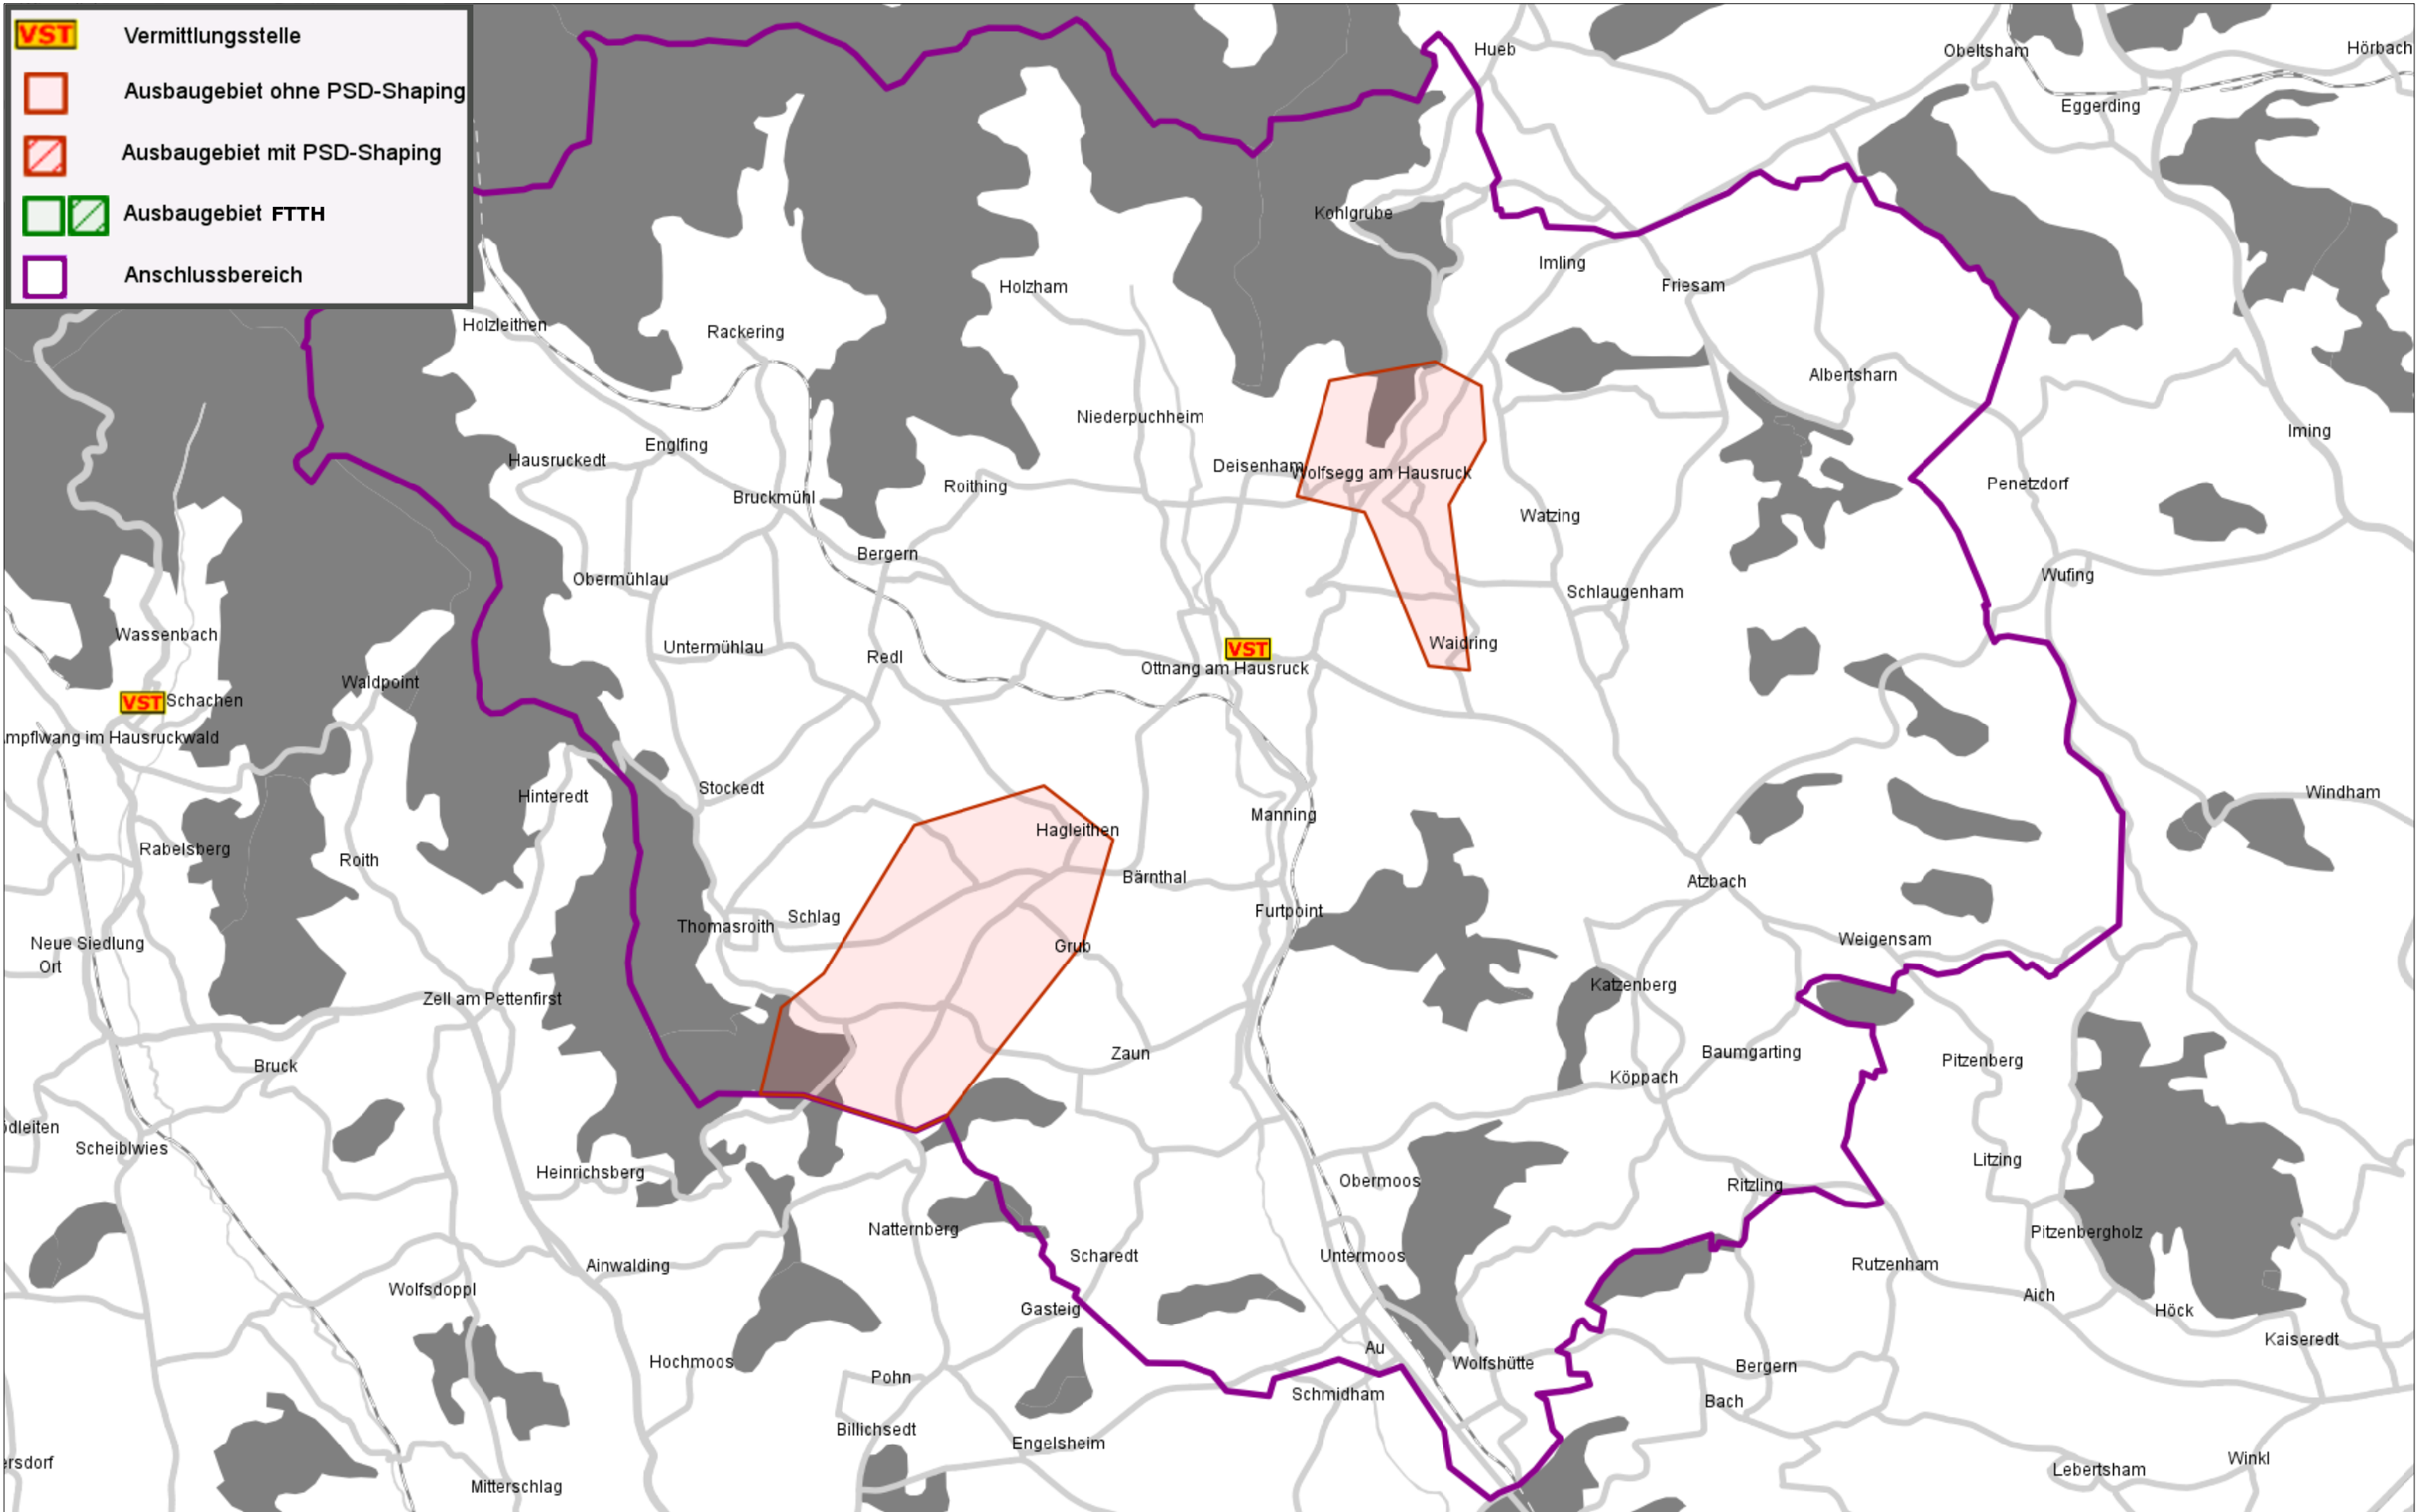 VST Vermittlungsstelle
Ausbaugebiet ohne PSD-Shaping
Ausbaugebiet mit PSD-Shaping
Ausbaugebiet FTTH
Anschlussbereich
Hueb
Obeltsham
Hörbach
Eggerding
Kohlgrube
Imling
Friesam
Holzham
Holzleithen
Rackering
Albertsharn
Niederpuchheim
Iming
Englfing
Hausruckedt
Deisenham
Wolfsegg am Hausruck
Roithing
Bruckmühl
Penetzdorf
Watzing
Bergern
Obermühlau
Wufing
Schlaugenham
Wassenbach
Untermühlau
Redl
VST
Ottnang am Hausruck
Waidring
Waldpoint
VST
Schachen
mpflwang im Hausruckwald
Stockedt
Hinteredt
Windham
Manning
Hagleithen
Rabelsberg
Roith
Bärnthal
Atzbach
Schlag
Thomasroith
Furtpoint
Neue Siedlung
Ort
Grub
Weigensam
Katzenberg
Zell am Pettenfirst
Zaun
Baumgarting
Pitzenberg
Bruck
Köppach
ödleiten
Scheiblwies
Litzing
Heinrichsberg
Obermoos
Ritzling
Natternberg
Pitzenbergholz
Scharedt
Untermoos
Ainwalding
Rutzenham
Wolfsdoppl
Aich
Gasteig
Höck
Kaiseredt
Au
Hochmoos
Wolfshütte
Bergern
Pohn
Schmidham
Bach
Billichsedt
Engelsheim
ersdorf
Winkl
Lebertsham
Mitterschlag